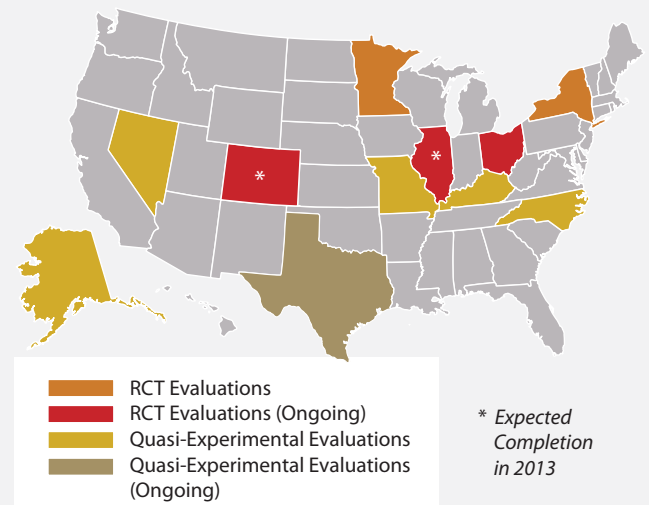 *
*
RCT Evaluations
RCT Evaluations (Ongoing)
Quasi-Experimental Evaluations
Quasi-Experimental Evaluations
(Ongoing)
* Expected
Completion
in 2013